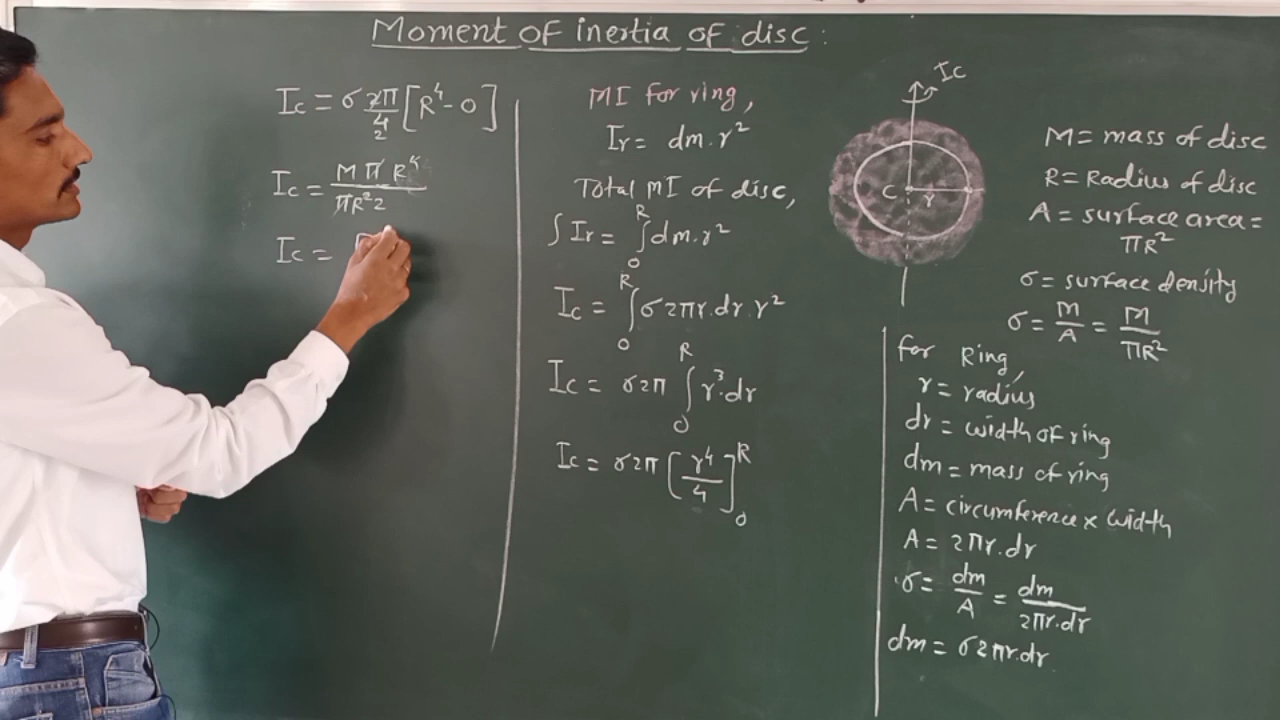 Moment of inertia of disc :
Ic = σ 2π/4 2 [R⁴ - 0]
Ic = M π R⁴ / πR² 2
Ic =
MI for ring,
Ir = dm.r²
Total MI of disc,
∫ Ir = ∫₀ᴿ dm.r²
Ic = ∫₀ᴿ σ 2πr.dr.r²
Ic = σ2π ∫₀ᴿ r³.dr
Ic = σ2π [r⁴/4]₀ᴿ
Ic
C r
M = mass of disc
R = Radius of disc
A = surface area =
πR²
σ = surface density
σ = M/A = M/πR²
for Ring,
r = radius
dr = width of ring
dm = mass of ring
A = circumference x width
A = 2πr.dr
σ = dm/A = dm/2πr.dr
dm = σ2πr.dr